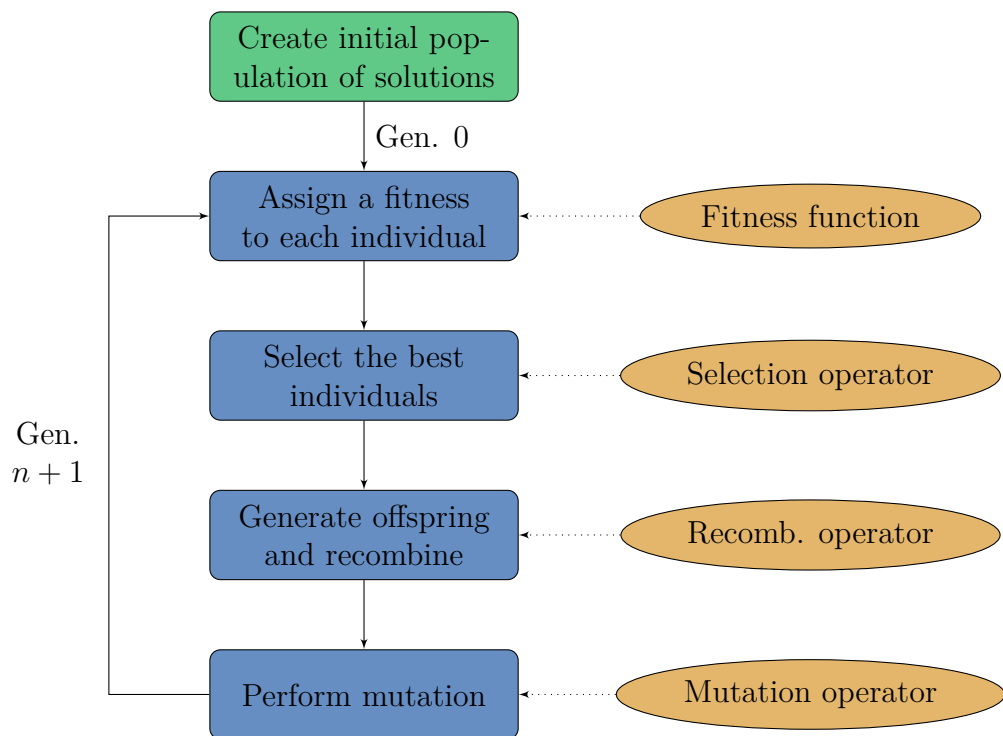 Create initial pop-
ulation of solutions
Gen. 0
Assign a fitness
to each individual
Fitness function
Select the best
individuals
Selection operator
Gen.
n + 1
Generate offspring
and recombine
Recomb. operator
Perform mutation
Mutation operator